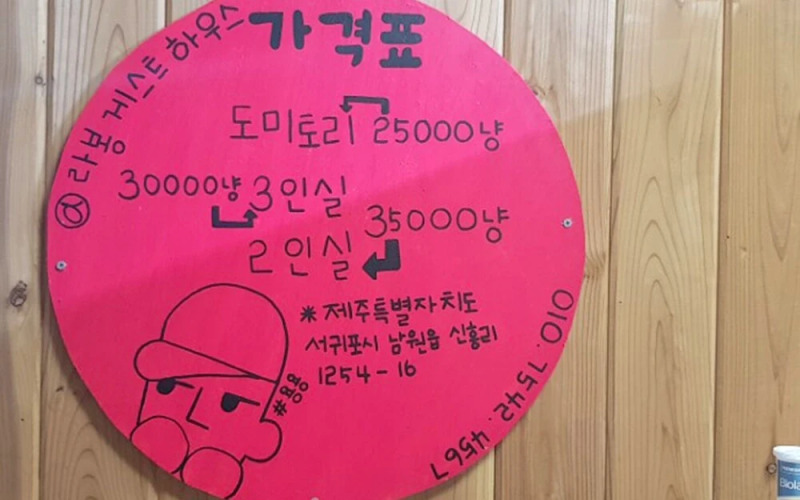 @라봉 게스트 하우스
가격표
도미토리 25000냥
30000냥 3인실
35000냥
2인실
*제주특별자치도
서귀포시 남원읍 신흥리
1254-16
#용용
010.7542.4567
Biola